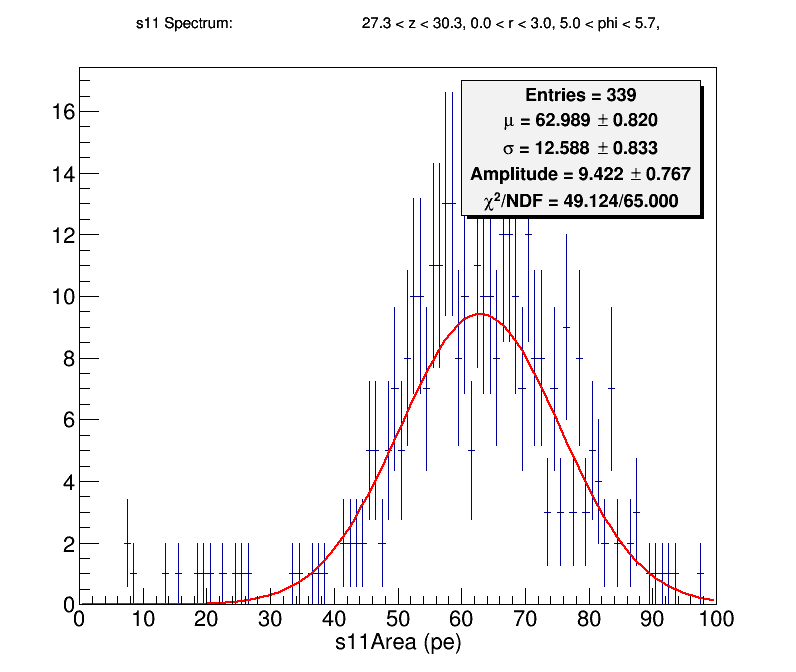 s11 Spectrum: 27.3 < z < 30.3, 0.0 < r < 3.0, 5.0 < phi < 5.7,
Entries = 339
μ = 62.989 ± 0.820
σ = 12.588 ± 0.833
Amplitude = 9.422 ± 0.767
χ²/NDF = 49.124/65.000
16
14
12
10
8
6
4
2
0
0 10 20 30 40 50 60 70 80 90 100
s11Area (pe)